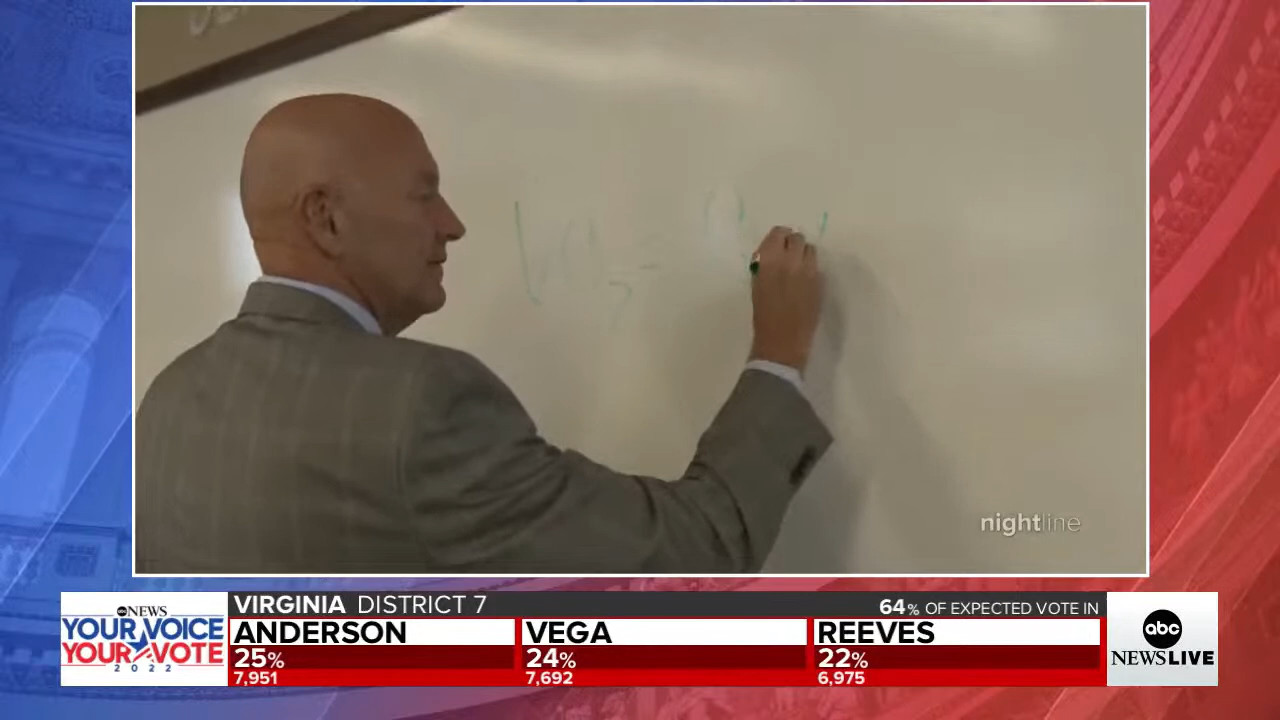 nightline
abc NEWS
YOUR VOICE
YOUR VOTE
2022
VIRGINIA DISTRICT 7
64% OF EXPECTED VOTE IN
ANDERSON
25%
7,951
VEGA
24%
7,692
REEVES
22%
6,975
abc
NEWS LIVE